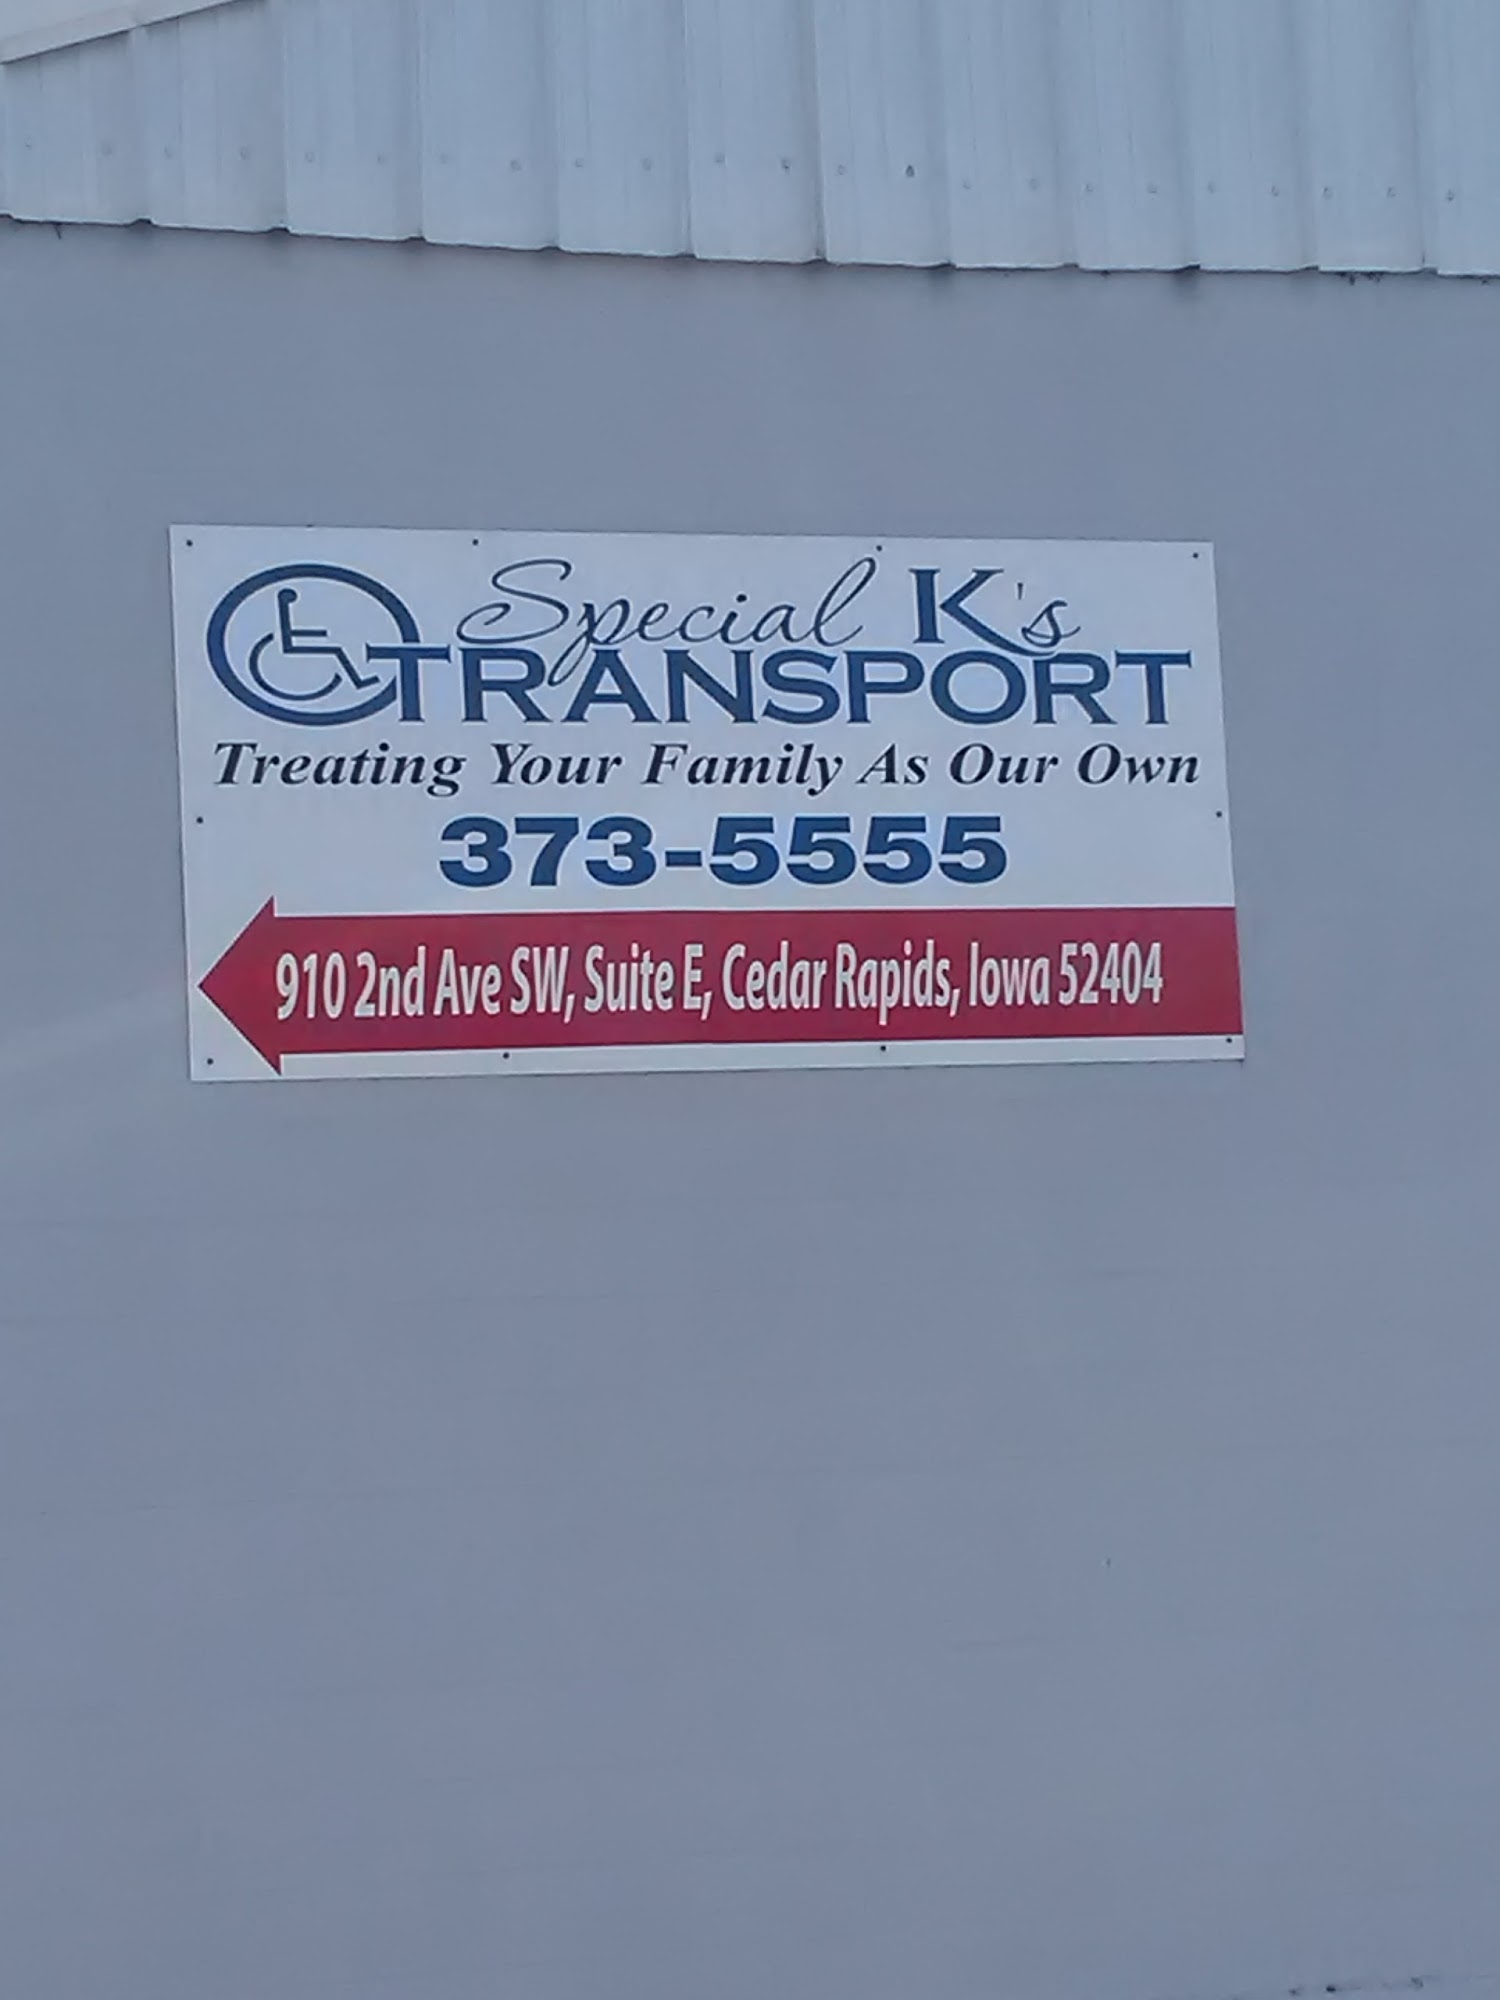 Special K's
TRANSPORT
Treating Your Family As Our Own
373-5555
910 2nd Ave SW, Suite E, Cedar Rapids, Iowa 52404